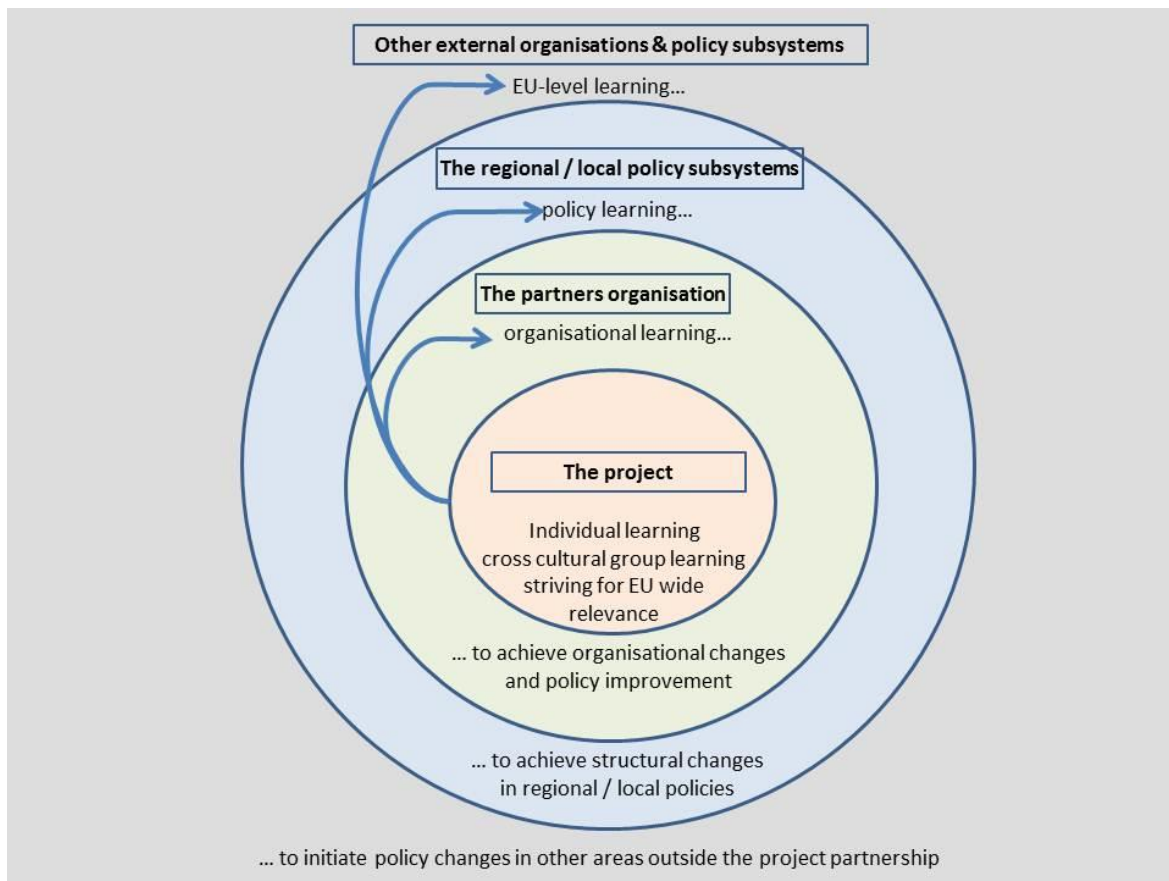 Other external organisations & policy subsystems
EU-level learning...
The regional / local policy subsystems
policy learning...
The partners organisation
organisational learning...
The project
Individual learning
cross cultural group learning
striving for EU wide
relevance
... to achieve organisational changes
and policy improvement
... to achieve structural changes
in regional / local policies
... to initiate policy changes in other areas outside the project partnership